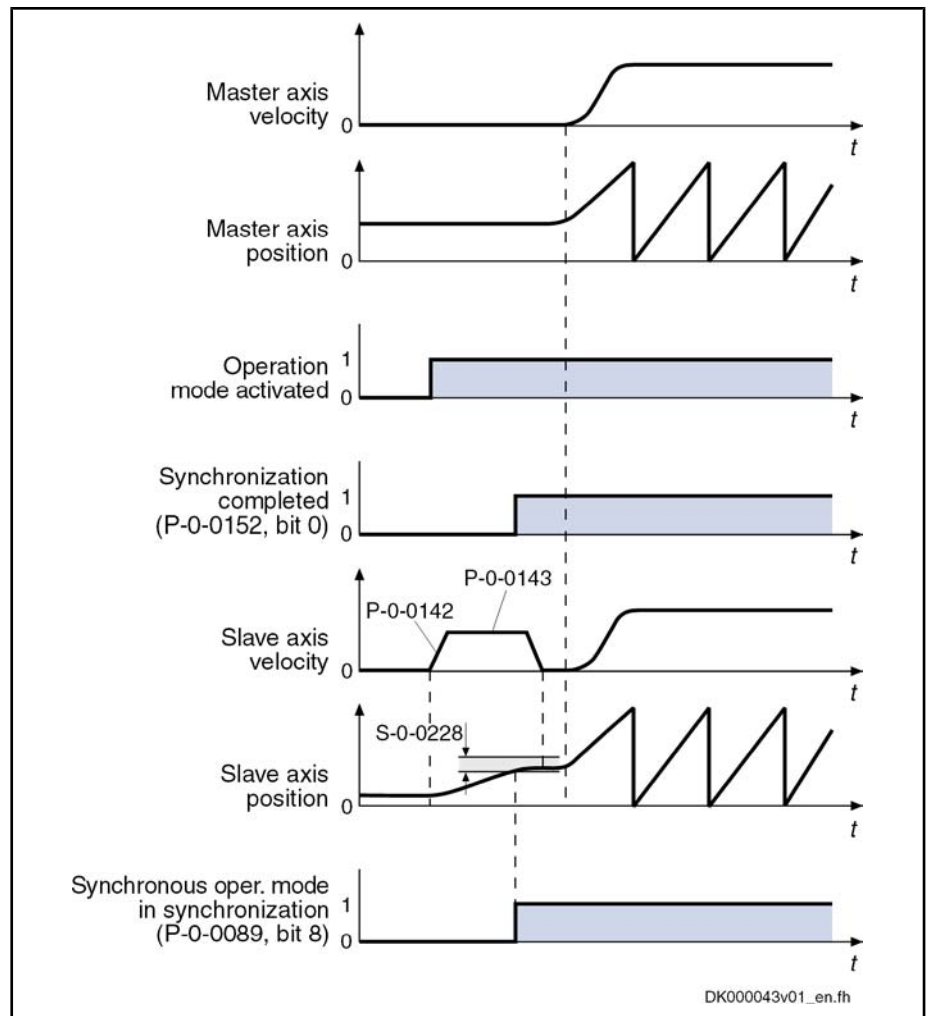 Master axis
velocity
0
t
Master axis
position
0
t
Operation
mode activated
1
0
t
Synchronization
completed
(P-0-0152, bit 0)
1
0
t
P-0-0143
P-0-0142
Slave axis
velocity
0
t
S-0-0228
Slave axis
position
0
t
Synchronous oper. mode
in synchronization
(P-0-0089, bit 8)
1
0
t
DK000043v01_en.fh